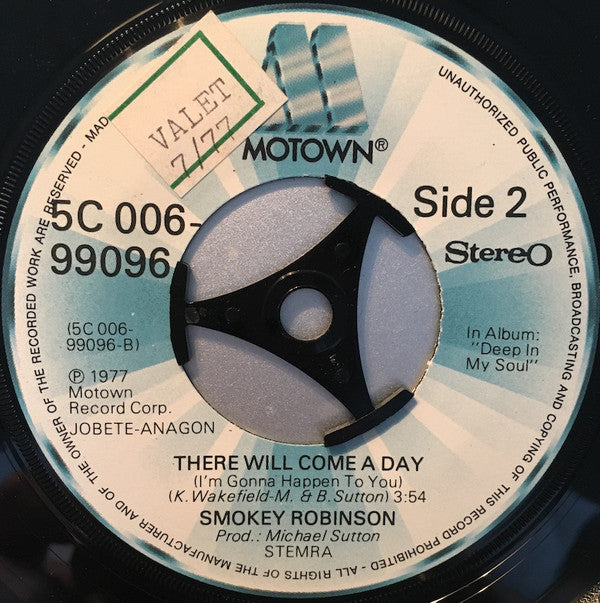 VALET
7/77
MOTOWN®
5C 006-
99096
Side 2
Stereo
(5C 006-
99096-B)
In Album:
"Deep In
My Soul"
℗ 1977
Motown
Record Corp.
JOBETE-ANAGON
THERE WILL COME A DAY
(I'm Gonna Happen To You)
(K. Wakefield-M. & B. Sutton) 3:54
SMOKEY ROBINSON
Prod.: Michael Sutton
STEMRA
UNAUTHORIZED PUBLIC PERFORMANCE, BROADCASTING AND COPYING OF THIS RECORD PROHIBITED - ALL RIGHTS OF THE MANUFACTURER AND OF THE OWNER OF THE RECORDED WORK ARE RESERVED - MAD